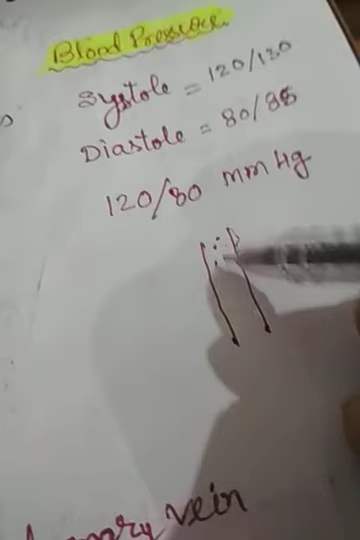 Blood Pressure
Systole = 120/130
Diastole = 80/85
120/80 mm Hg
vein